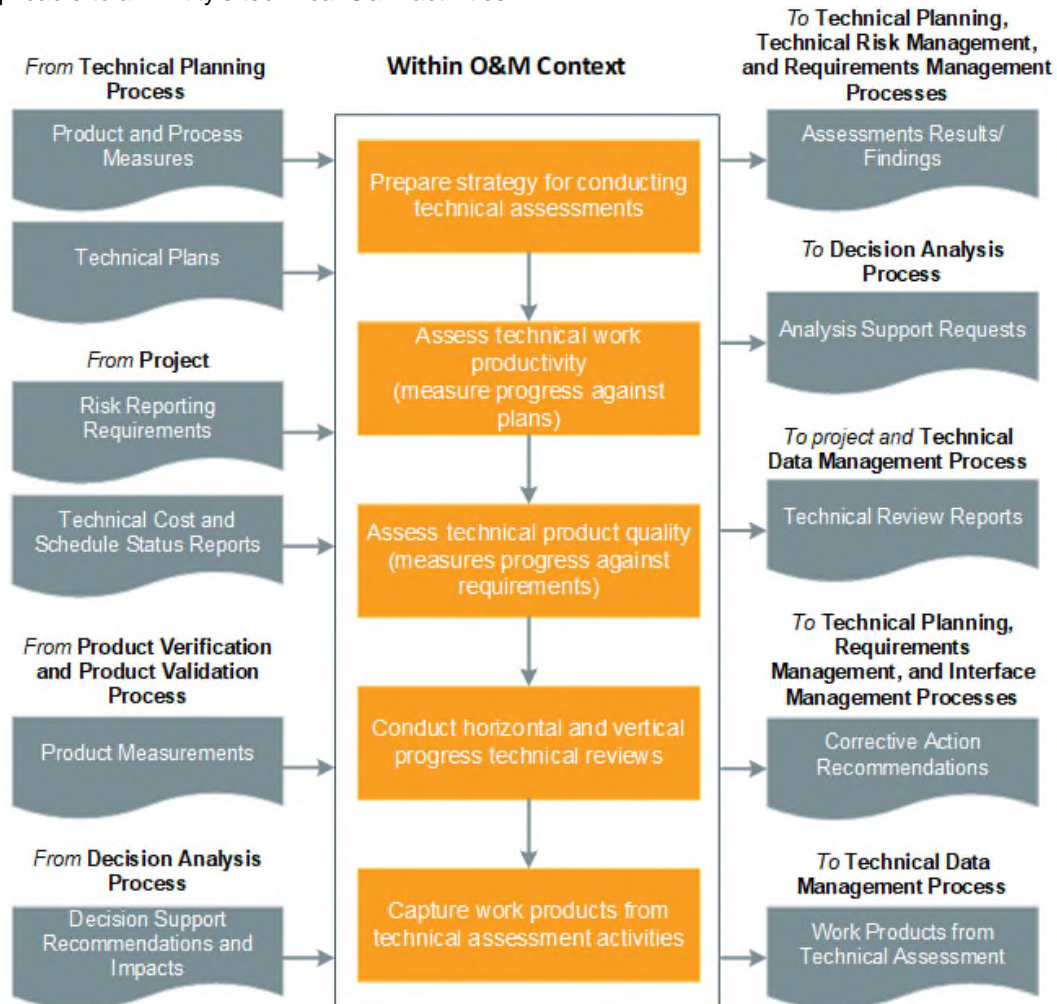 From Technical Planning
Process
Product and Process
Measures
Technical Plans
From Project
Risk Reporting
Requirements
Technical Cost and
Schedule Status Reports
From Product Verification
and Product Validation
Process
Product Measurements
From Decision Analysis
Process
Decision Support
Recommendations and
Impacts
Within O&M Context
Prepare strategy for conducting
technical assessments
Assess technical work
productivity
(measure progress against
plans)
Assess technical product quality
(measures progress against
requirements)
Conduct horizontal and vertical
progress technical reviews
Capture work products from
technical assessment activities
To Technical Planning,
Technical Risk Management,
and Requirements Management
Processes
Assessments Results/
Findings
To Decision Analysis
Process
Analysis Support Requests
To project and Technical
Data Management Process
Technical Review Reports
To Technical Planning,
Requirements
Management, and Interface
Management Processes
Corrective Action
Recommendations
To Technical Data
Management Process
Work Products from
Technical Assessment